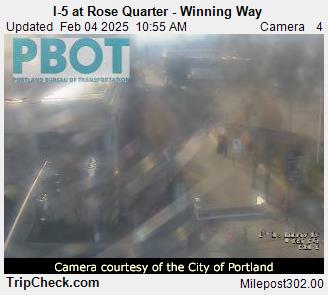 I-5 at Rose Quarter - Winning Way
Updated Feb 04 2025 10:55 AM Camera 4
PBOT
PORTLAND BUREAU OF TRANSPORTATION
Camera courtesy of the City of Portland
TripCheck.com Milepost302.00